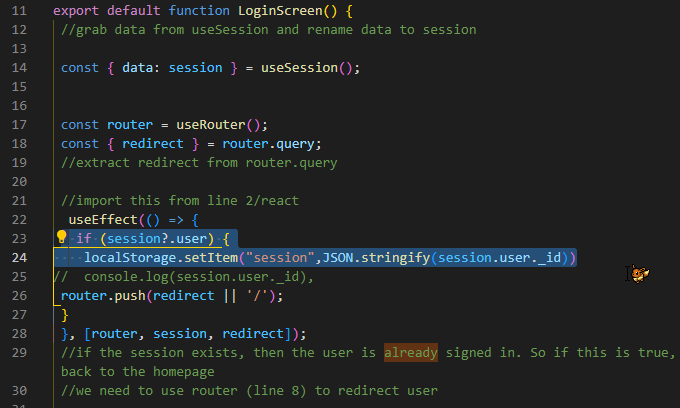 11 export default function LoginScreen() {
12 //grab data from useSession and rename data to session
13
14 const { data: session } = useSession();
15
16
17 const router = useRouter();
18 const { redirect } = router.query;
19 //extract redirect from router.query
20
21 //import this from line 2/react
22 useEffect(() => {
23 if (session?.user) {
24 localStorage.setItem("session",JSON.stringify(session.user._id))
25 // console.log(session.user._id),
26 router.push(redirect || '/');
27 }
28 }, [router, session, redirect]);
29 //if the session exists, then the user is already signed in. So if this is true,
back to the homepage
30 //we need to use router (line 8) to redirect user